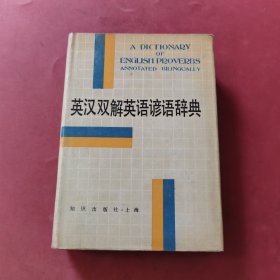 A DICTIONARY
OF
ENGLISH PROVERBS
ANNOTATED BILINGUALLY
英汉双解英语谚语辞典
知识出版社·上海